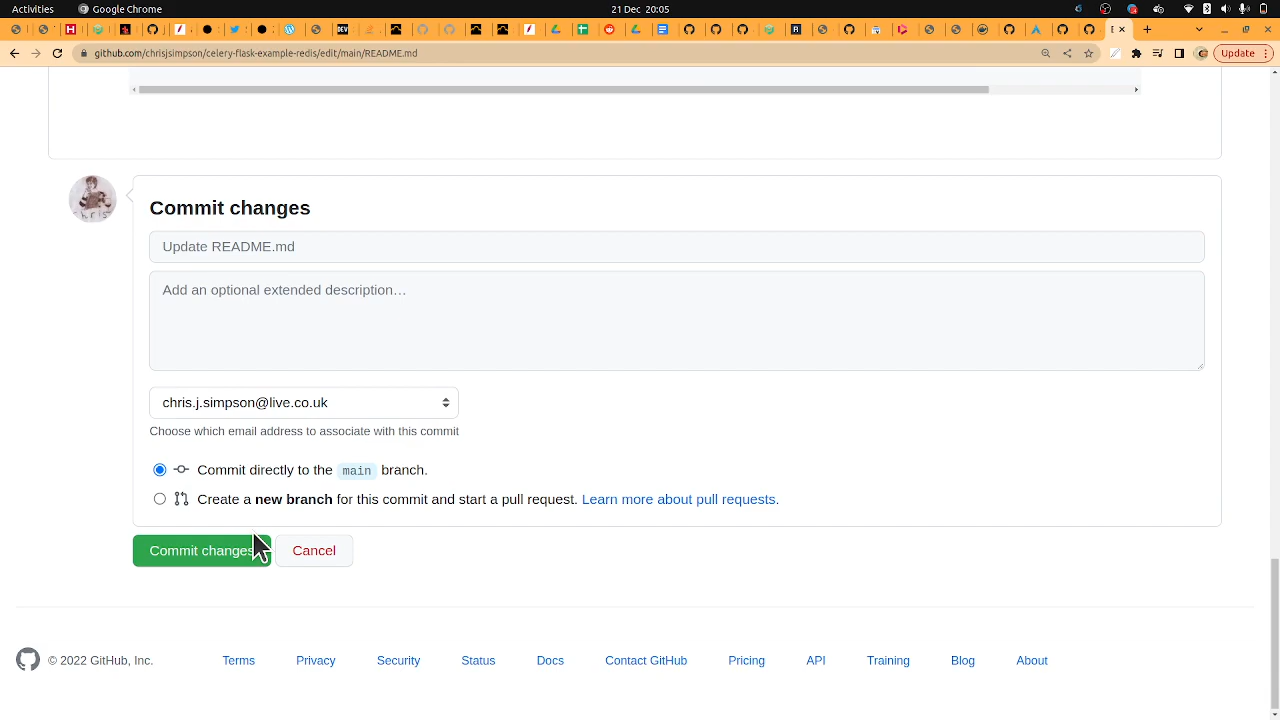 Activities
Google Chrome
21 Dec 20:05
Update
github.com/chrisjsimpson/celery-flask-example-redis/edit/main/README.md
Commit changes
Update README.md
Add an optional extended description…
chris.j.simpson@live.co.uk
Choose which email address to associate with this commit
Commit directly to the main branch.
Create a new branch for this commit and start a pull request. Learn more about pull requests.
Commit changes
Cancel
© 2022 GitHub, Inc.
Terms
Privacy
Security
Status
Docs
Contact GitHub
Pricing
API
Training
Blog
About